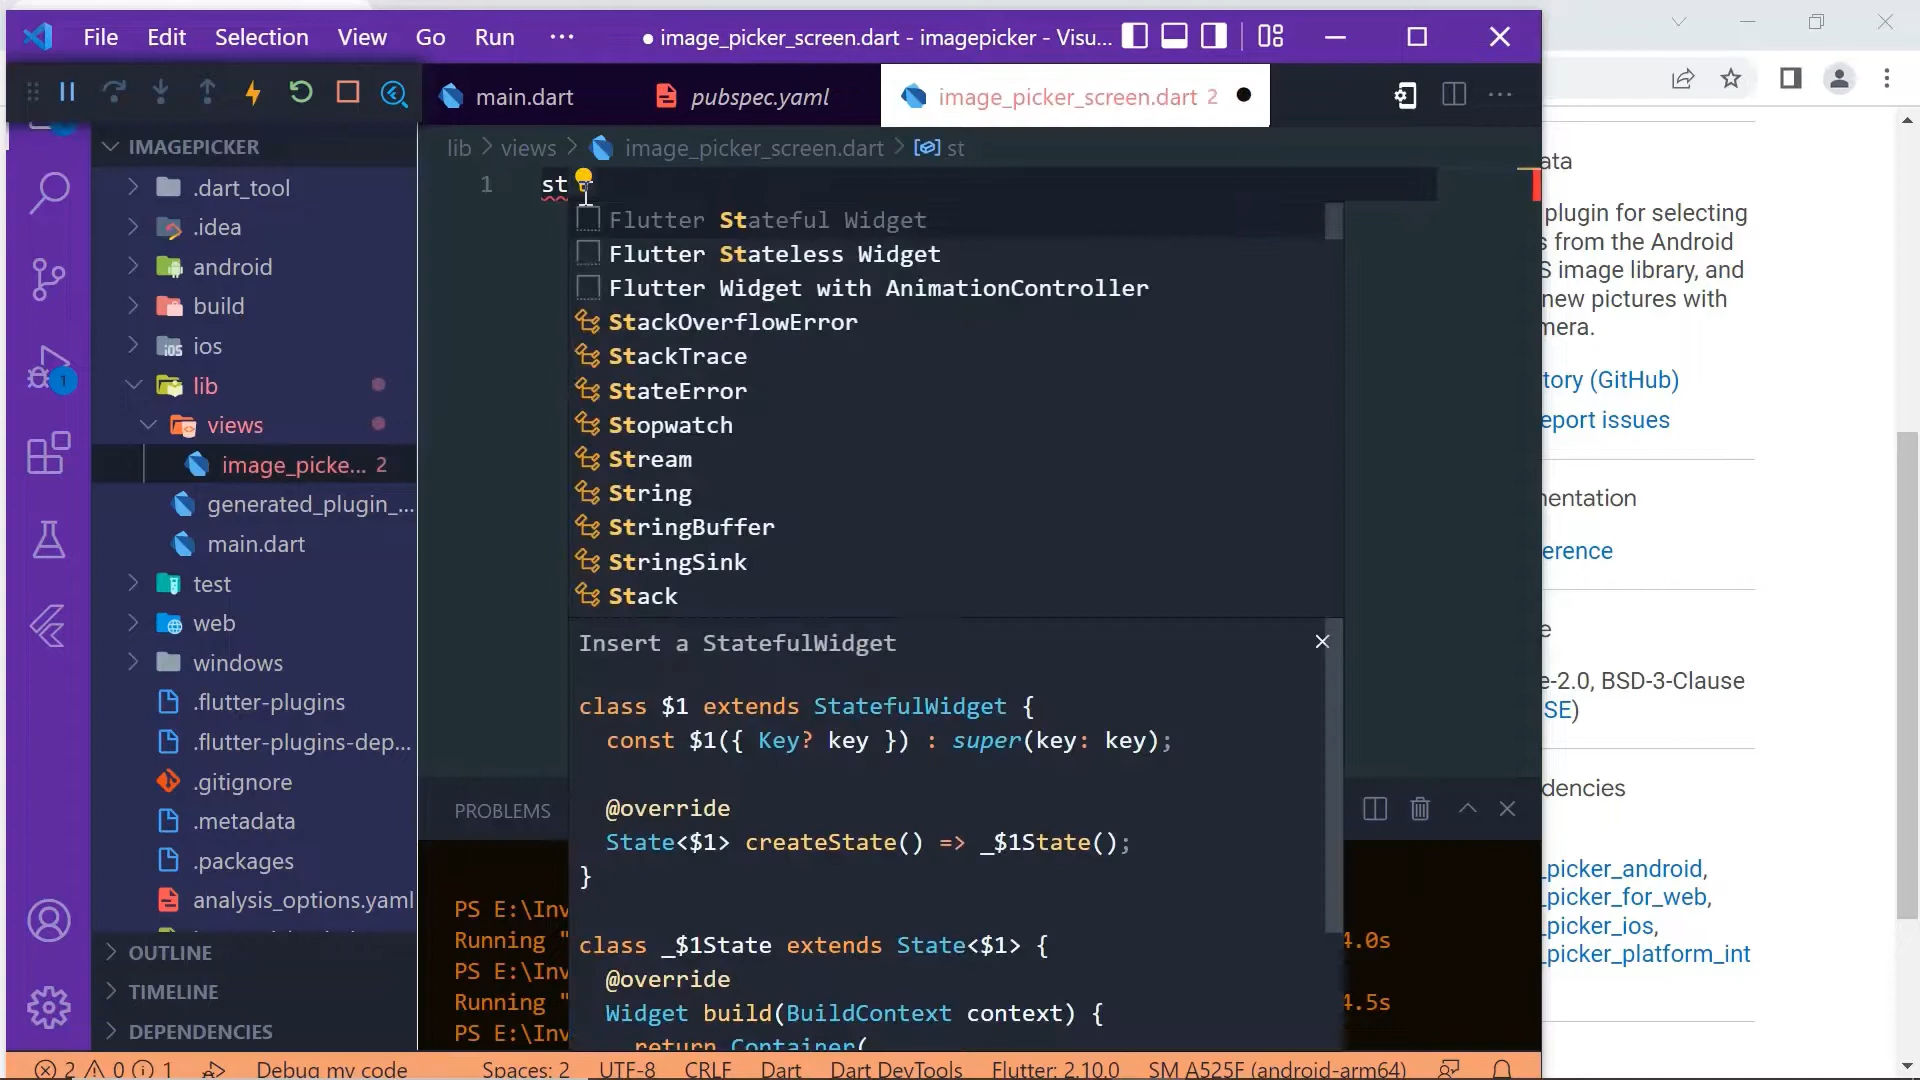 File Edit Selection View Go Run ··· ● image_picker_screen.dart - imagepicker - Visu...
main.dart pubspec.yaml image_picker_screen.dart 2 ●
IMAGEPICKER
lib > views > image_picker_screen.dart > st
.dart_tool
.idea
android
build
ios
lib
views
image_picke... 2
generated_plugin_...
main.dart
test
web
windows
.flutter-plugins
.flutter-plugins-dep...
.gitignore
.metadata
.packages
analysis_options.yaml
OUTLINE
TIMELINE
DEPENDENCIES
1
1 st
Flutter Stateful Widget
Flutter Stateless Widget
Flutter Widget with AnimationController
StackOverflowError
StackTrace
StateError
Stopwatch
Stream
String
StringBuffer
StringSink
Stack
Insert a StatefulWidget
class $1 extends StatefulWidget {
const $1({ Key? key }) : super(key: key);
@override
State<$1> createState() => _$1State();
}
class _$1State extends State<$1> {
@override
Widget build(BuildContext context) {
return Container(
PROBLEMS
PS E:\Inv
Running " 4.0s
PS E:\Inv
Running " 4.5s
PS E:\Inv
2 0 1 Debug my code Spaces: 2 UTF-8 CRLF Dart Dart DevTools Flutter: 2.10.0 SM A525F (android-arm64)
ata
plugin for selecting
s from the Android
S image library, and
new pictures with
mera.
tory (GitHub)
eport issues
entation
erence
e
e-2.0, BSD-3-Clause
SE)
dencies
_picker_android,
_picker_for_web,
_picker_ios,
_picker_platform_int